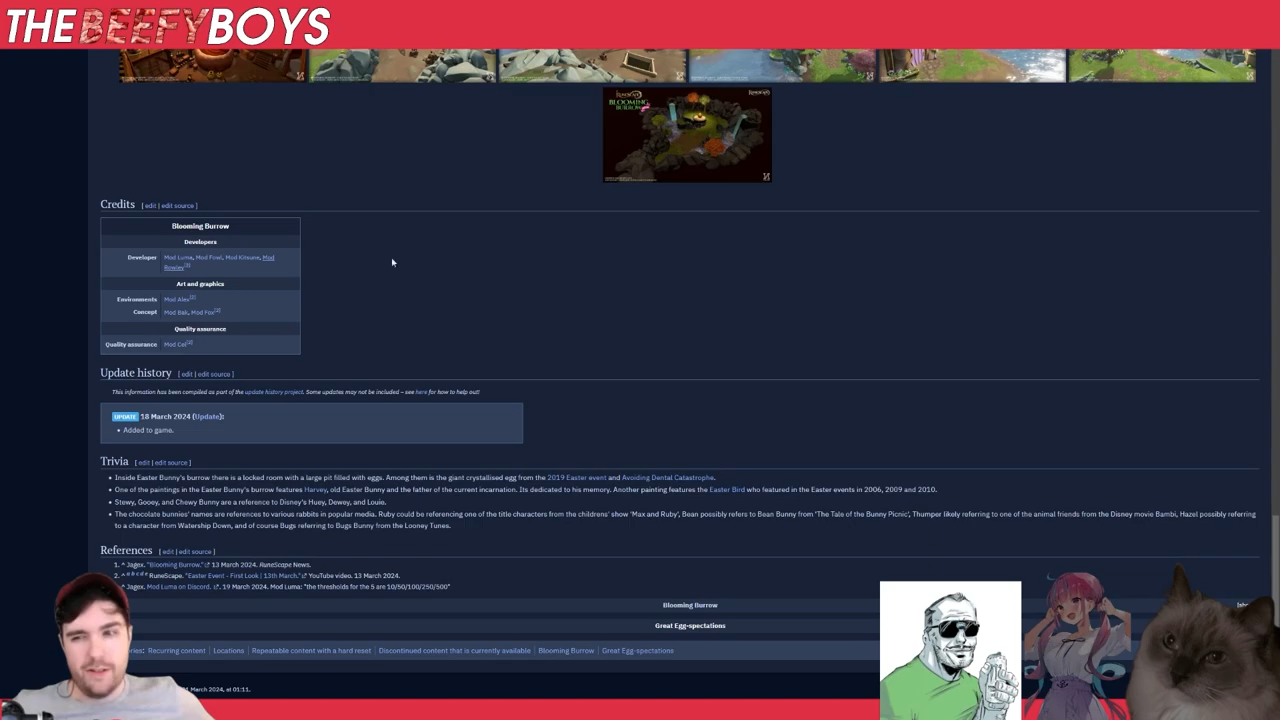 THE BEEFY BOYS
BLOOMING
BURROW
Credits [ edit | edit source ]
Blooming Burrow
Developers
Developer Mod Luma, Mod Fowl, Mod Kitsune, Mod
Rowley[2]
Art and graphics
Environments Mod Alex[2]
Concept Mod Bak, Mod Fox[2]
Quality assurance
Quality assurance Mod Cel[2]
Update history [ edit | edit source ]
This information has been compiled as part of the update history project. Some updates may not be included – see here for how to help out!
UPDATE 18 March 2024 (Update):
• Added to game.
Trivia [ edit | edit source ]
• Inside Easter Bunny's burrow there is a locked room with a large pit filled with eggs. Among them is the giant crystallised egg from the 2019 Easter event and Avoiding Dental Catastrophe.
• One of the paintings in the Easter Bunny's burrow features Harvey, old Easter Bunny and the father of the current incarnation. Its dedicated to his memory. Another painting features the Easter Bird who featured in the Easter events in 2006, 2009 and 2010.
• Stewy, Gooey, and Chewy Bunny are a reference to Disney's Huey, Dewey, and Louie.
• The chocolate bunnies' names are references to various rabbits in popular media. Ruby could be referencing one of the title characters from the childrens' show 'Max and Ruby', Bean possibly refers to Bean Bunny from 'The Tale of the Bunny Picnic', Thumper likely referring to one of the animal friends from the Disney movie Bambi, Hazel possibly referring
to a character from Watership Down, and of course Bugs referring to Bugs Bunny from the Looney Tunes.
References [ edit | edit source ]
1. ^ Jagex. "Blooming Burrow." 13 March 2024. RuneScape News.
2. ^ a b c d e RuneScape. "Easter Event - First Look | 13th March." YouTube video. 13 March 2024.
^ Jagex. Mod Luma on Discord. 19 March 2024. Mod Luma: "the thresholds for the 5 are 10/50/100/250/500"
Blooming Burrow
Great Egg-spectations
ries: Recurring content | Locations | Repeatable content with a hard reset | Discontinued content that is currently available | Blooming Burrow | Great Egg-spectations
March 2024, at 01:11.